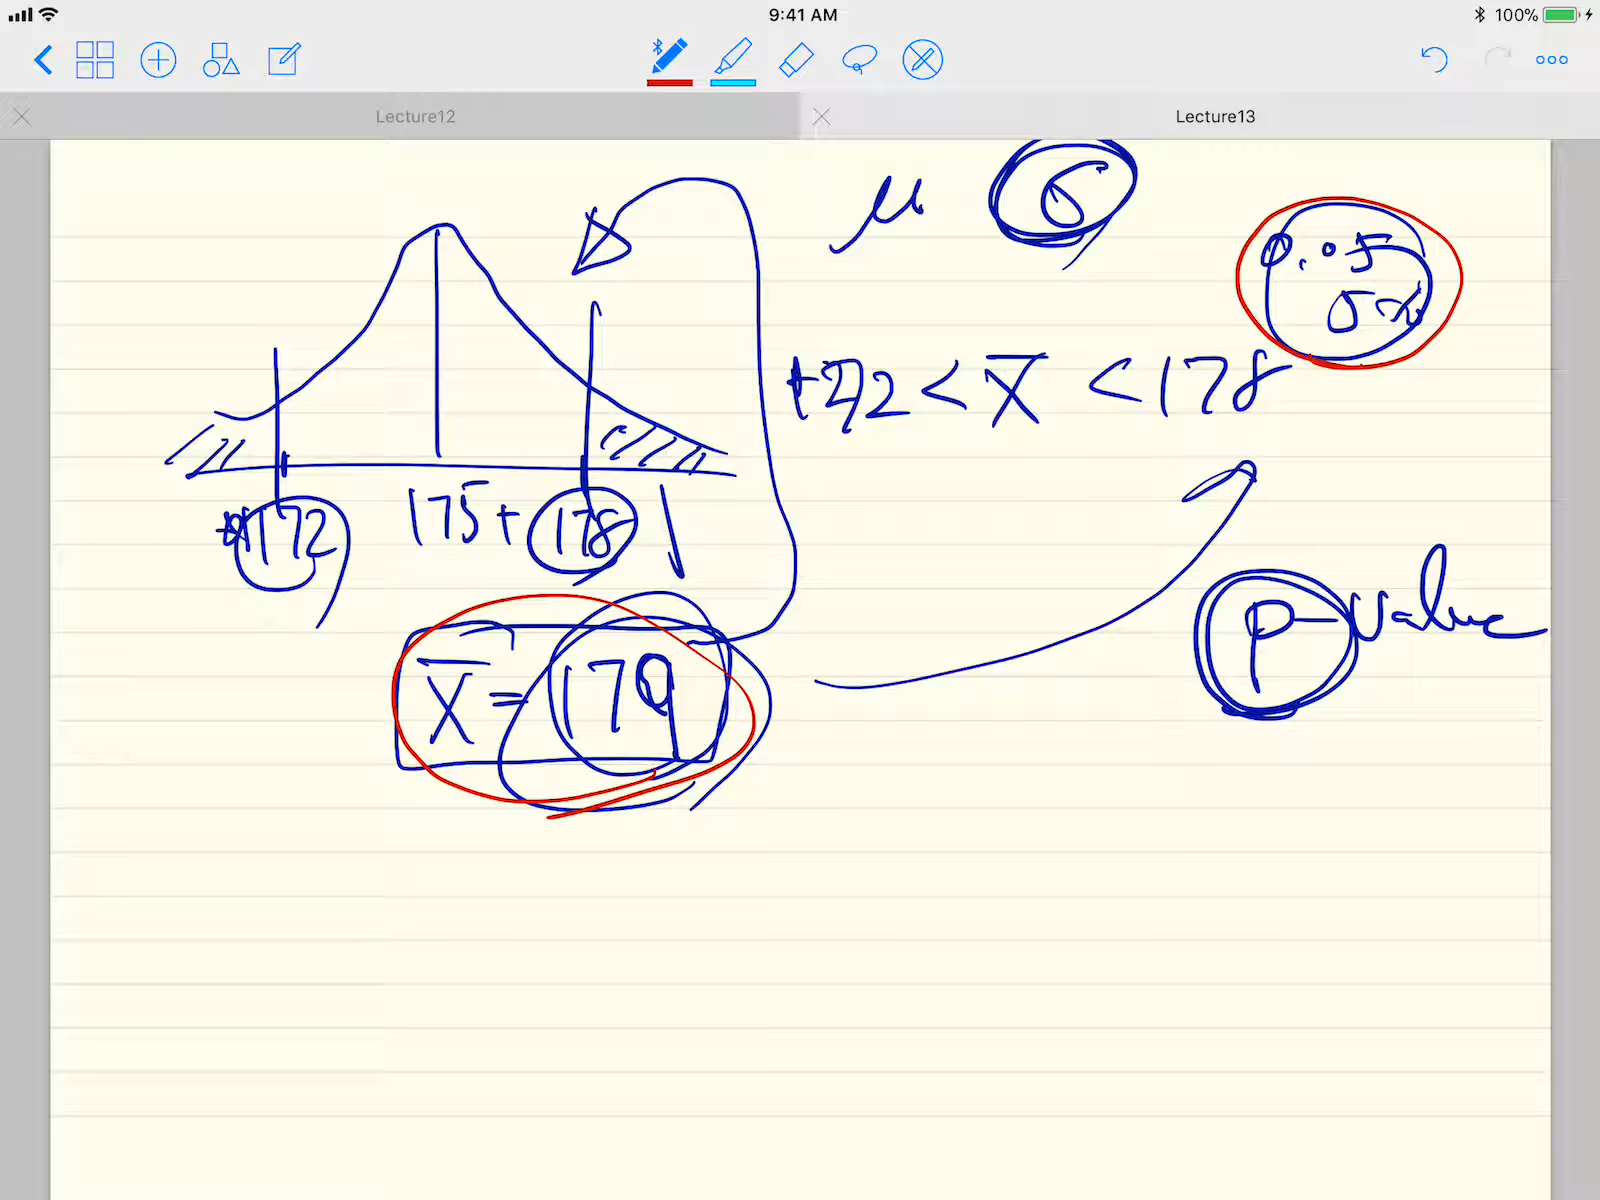 9:41 AM
100%
Lecture12
Lecture13
μ σ
0.05
5%
172 < X̄ < 178
172 175 + 178
X̄ = 179
P-value